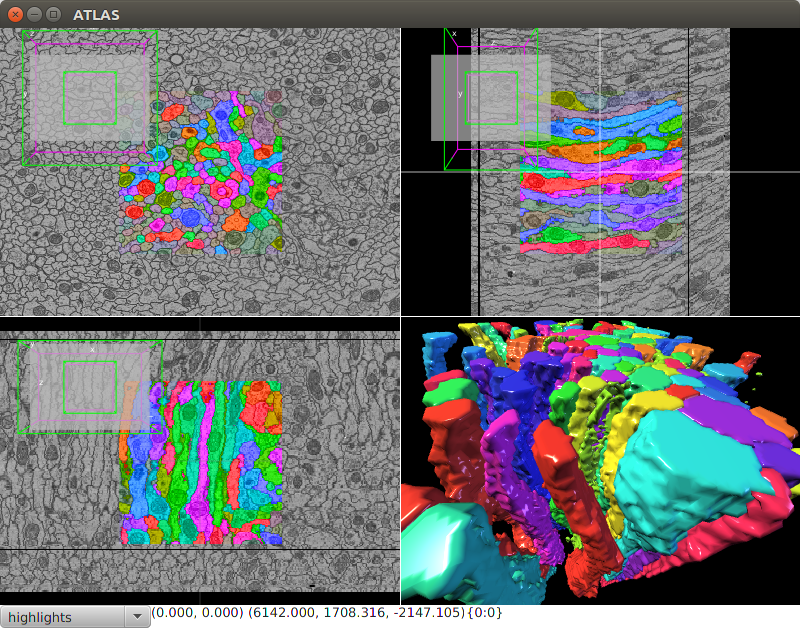 ATLAS
z
x
y
x
z
highlights
(0.000, 0.000) (6142.000, 1708.316, -2147.105){0:0}